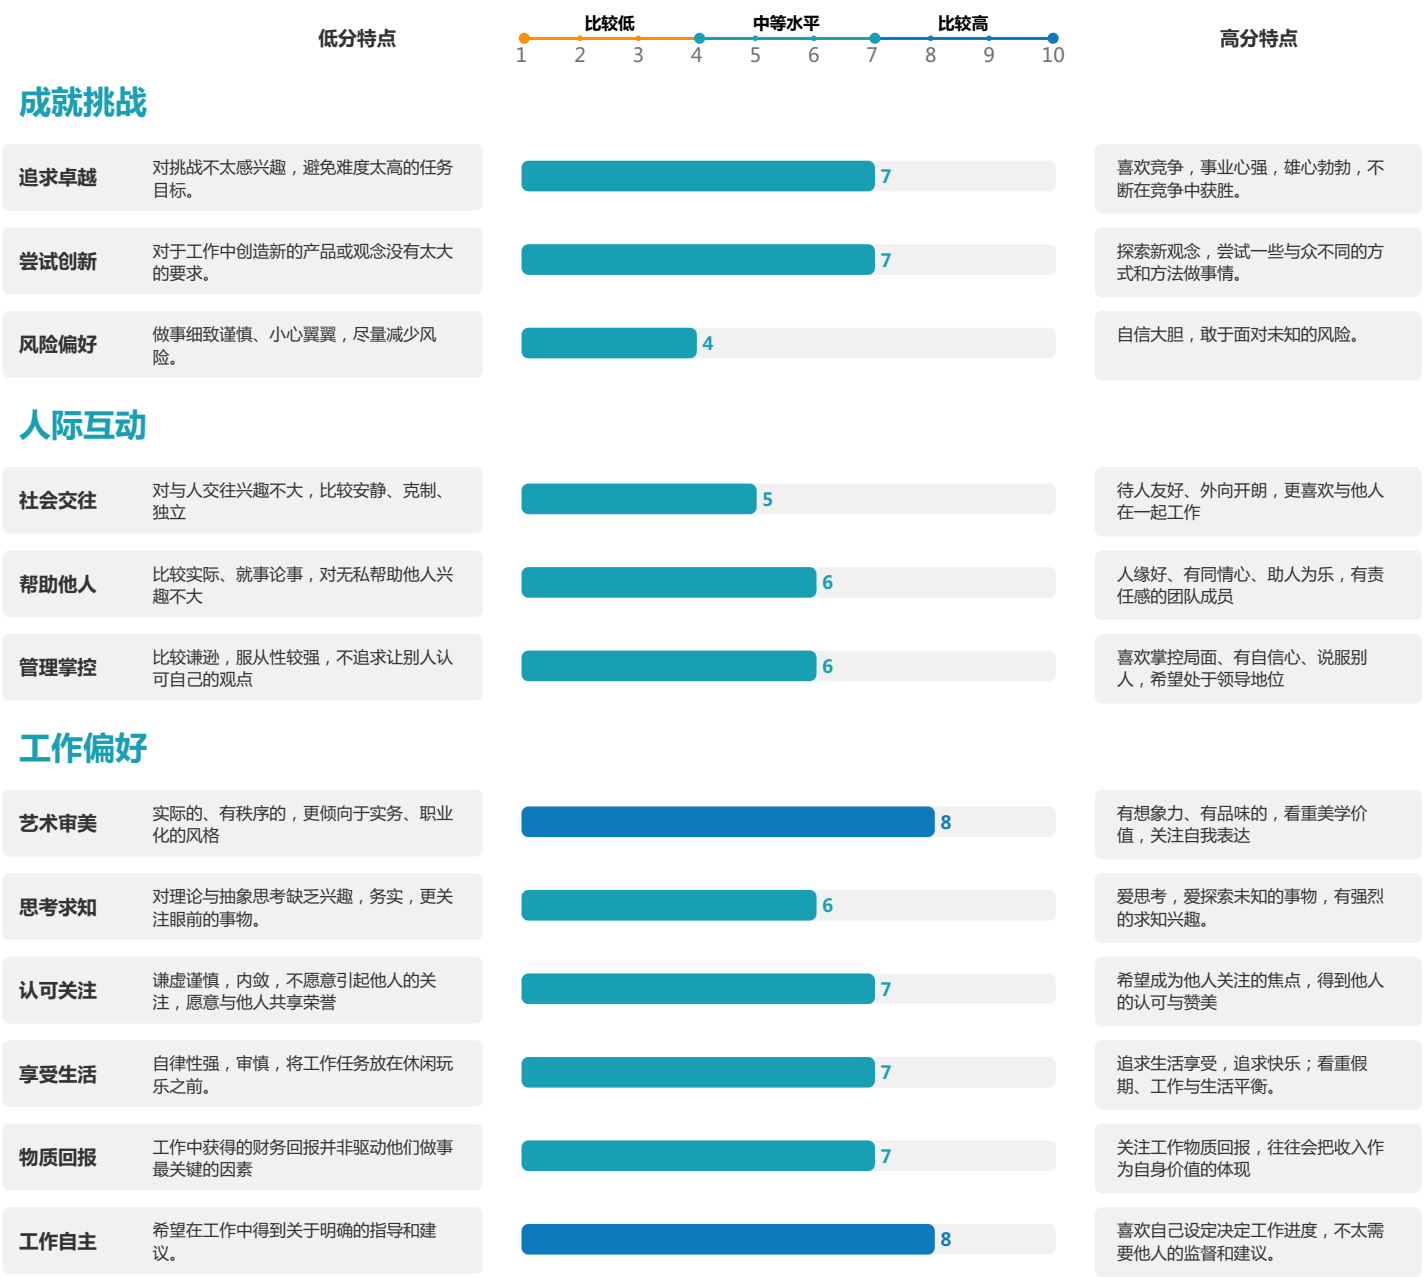 低分特点
比较低 中等水平 比较高
高分特点
1 2 3 4 5 6 7 8 9 10
成就挑战
追求卓越
对挑战不太感兴趣，避免难度太高的任务
目标。
7
喜欢竞争，事业心强，雄心勃勃，不
断在竞争中获胜。
尝试创新
对于工作中创造新的产品或观念没有太大
的要求。
7
探索新观念，尝试一些与众不同的方
式和方法做事情。
风险偏好
做事细致谨慎、小心翼翼，尽量减少风
险。
4
自信大胆，敢于面对未知的风险。
人际互动
社会交往
对与人交往兴趣不大，比较安静、克制、
独立
5
待人友好、外向开朗，更喜欢与他人
在一起工作
帮助他人
比较实际、就事论事，对无私帮助他人兴
趣不大
6
人缘好、有同情心、助人为乐，有责
任感的团队成员
管理掌控
比较谦逊，服从性较强，不追求让别人认
可自己的观点
6
喜欢掌控局面、有自信心、说服别
人，希望处于领导地位
工作偏好
艺术审美
实际的、有秩序的，更倾向于实务、职业
化的风格
8
有想象力、有品味的，看重美学价
值，关注自我表达
思考求知
对理论与抽象思考缺乏兴趣，务实，更关
注眼前的事物。
6
爱思考，爱探索未知的事物，有强烈
的求知兴趣。
认可关注
谦虚谨慎，内敛，不愿意引起他人的关
注，愿意与他人共享荣誉
7
希望成为他人关注的焦点，得到他人
的认可与赞美
享受生活
自律性强，审慎，将工作任务放在休闲玩
乐之前。
7
追求生活享受，追求快乐；看重假
期、工作与生活平衡。
物质回报
工作中获得的财务回报并非驱动他们做事
最关键的因素
7
关注工作物质回报，往往会把收入作
为自身价值的体现
工作自主
希望在工作中得到关于明确的指导和建
议。
8
喜欢自己设定决定工作进度，不太需
要他人的监督和建议。